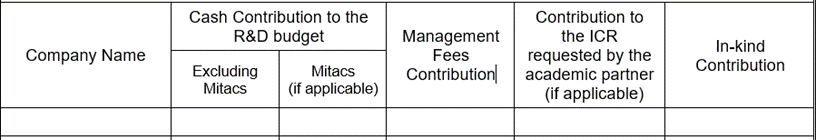 Company Name
Cash Contribution to the
R&D budget
Excluding
Mitacs
Mitacs
(if applicable)
Management
Fees
Contribution
Contribution to
the ICR
requested by the
academic partner
(if applicable)
In-kind
Contribution